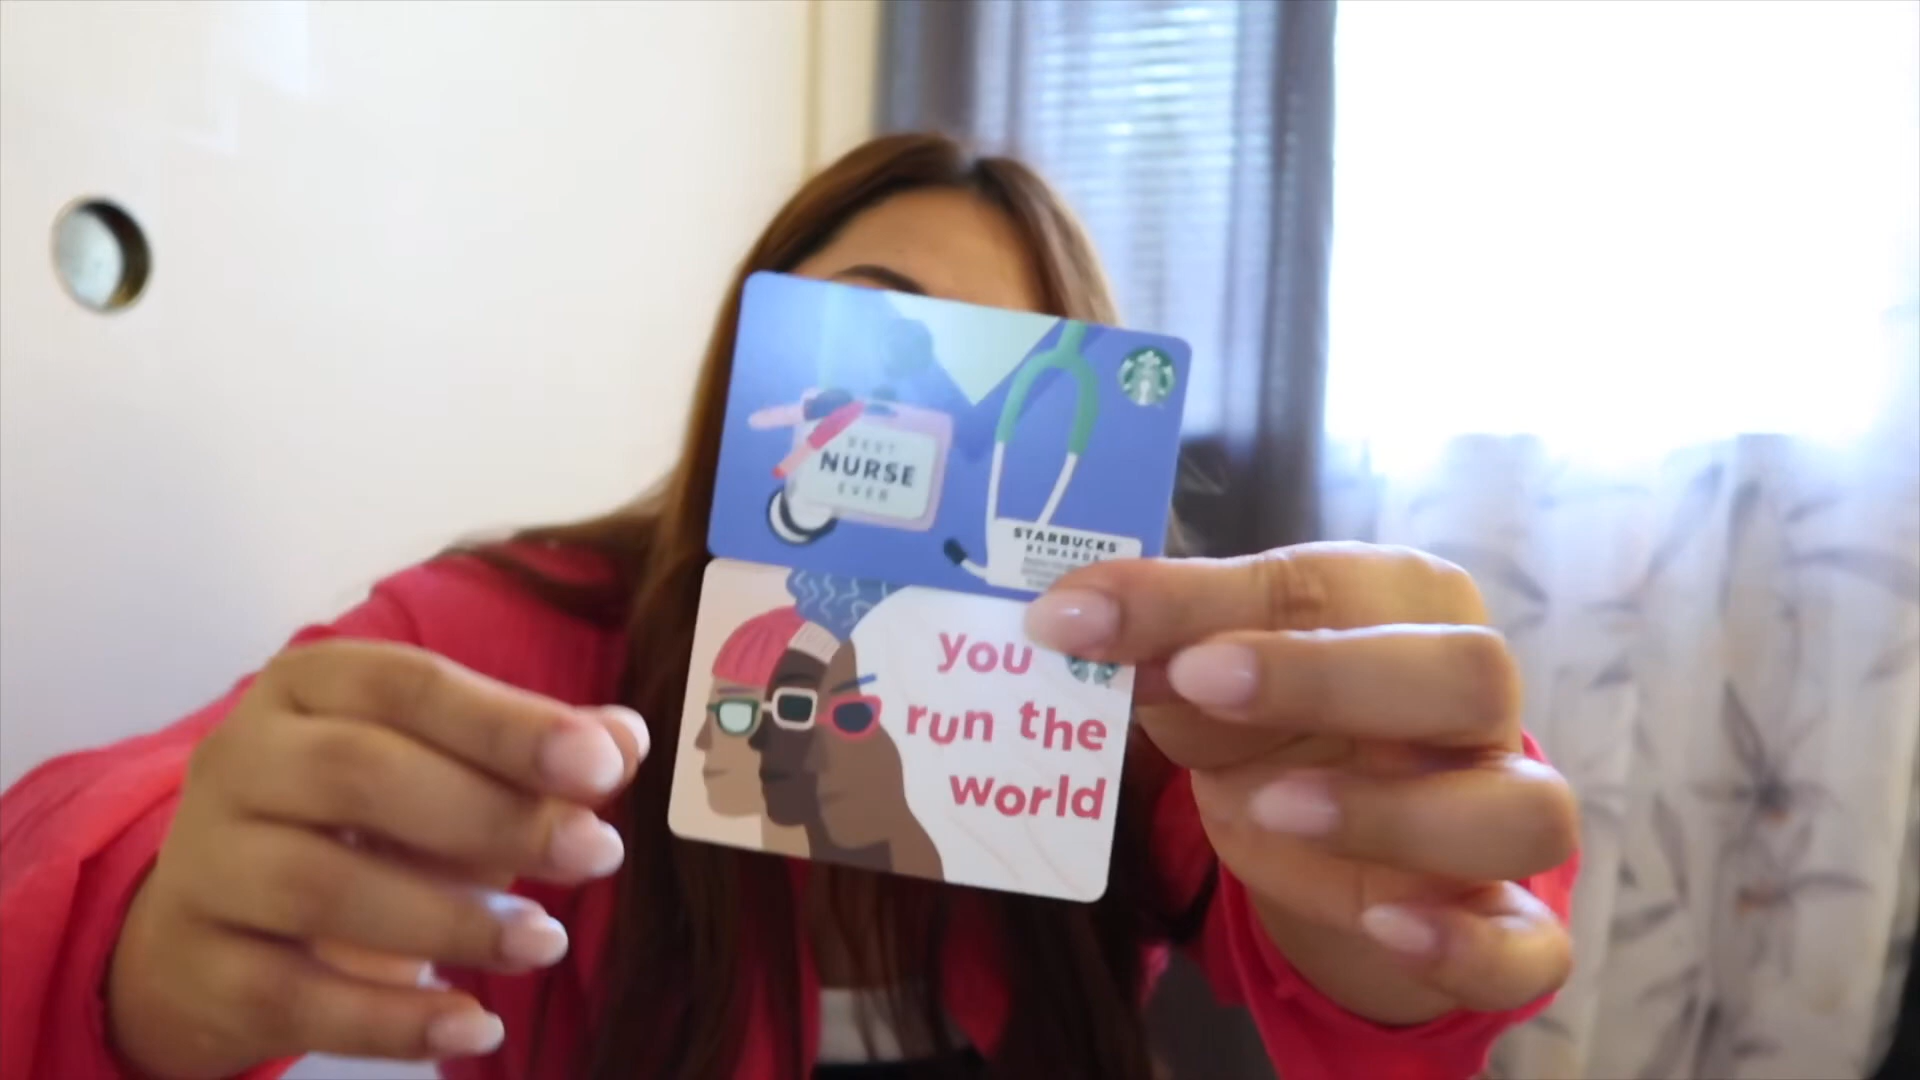 BEST
NURSE
EVER
STARBUCKS
REWARDS
you
run the
world